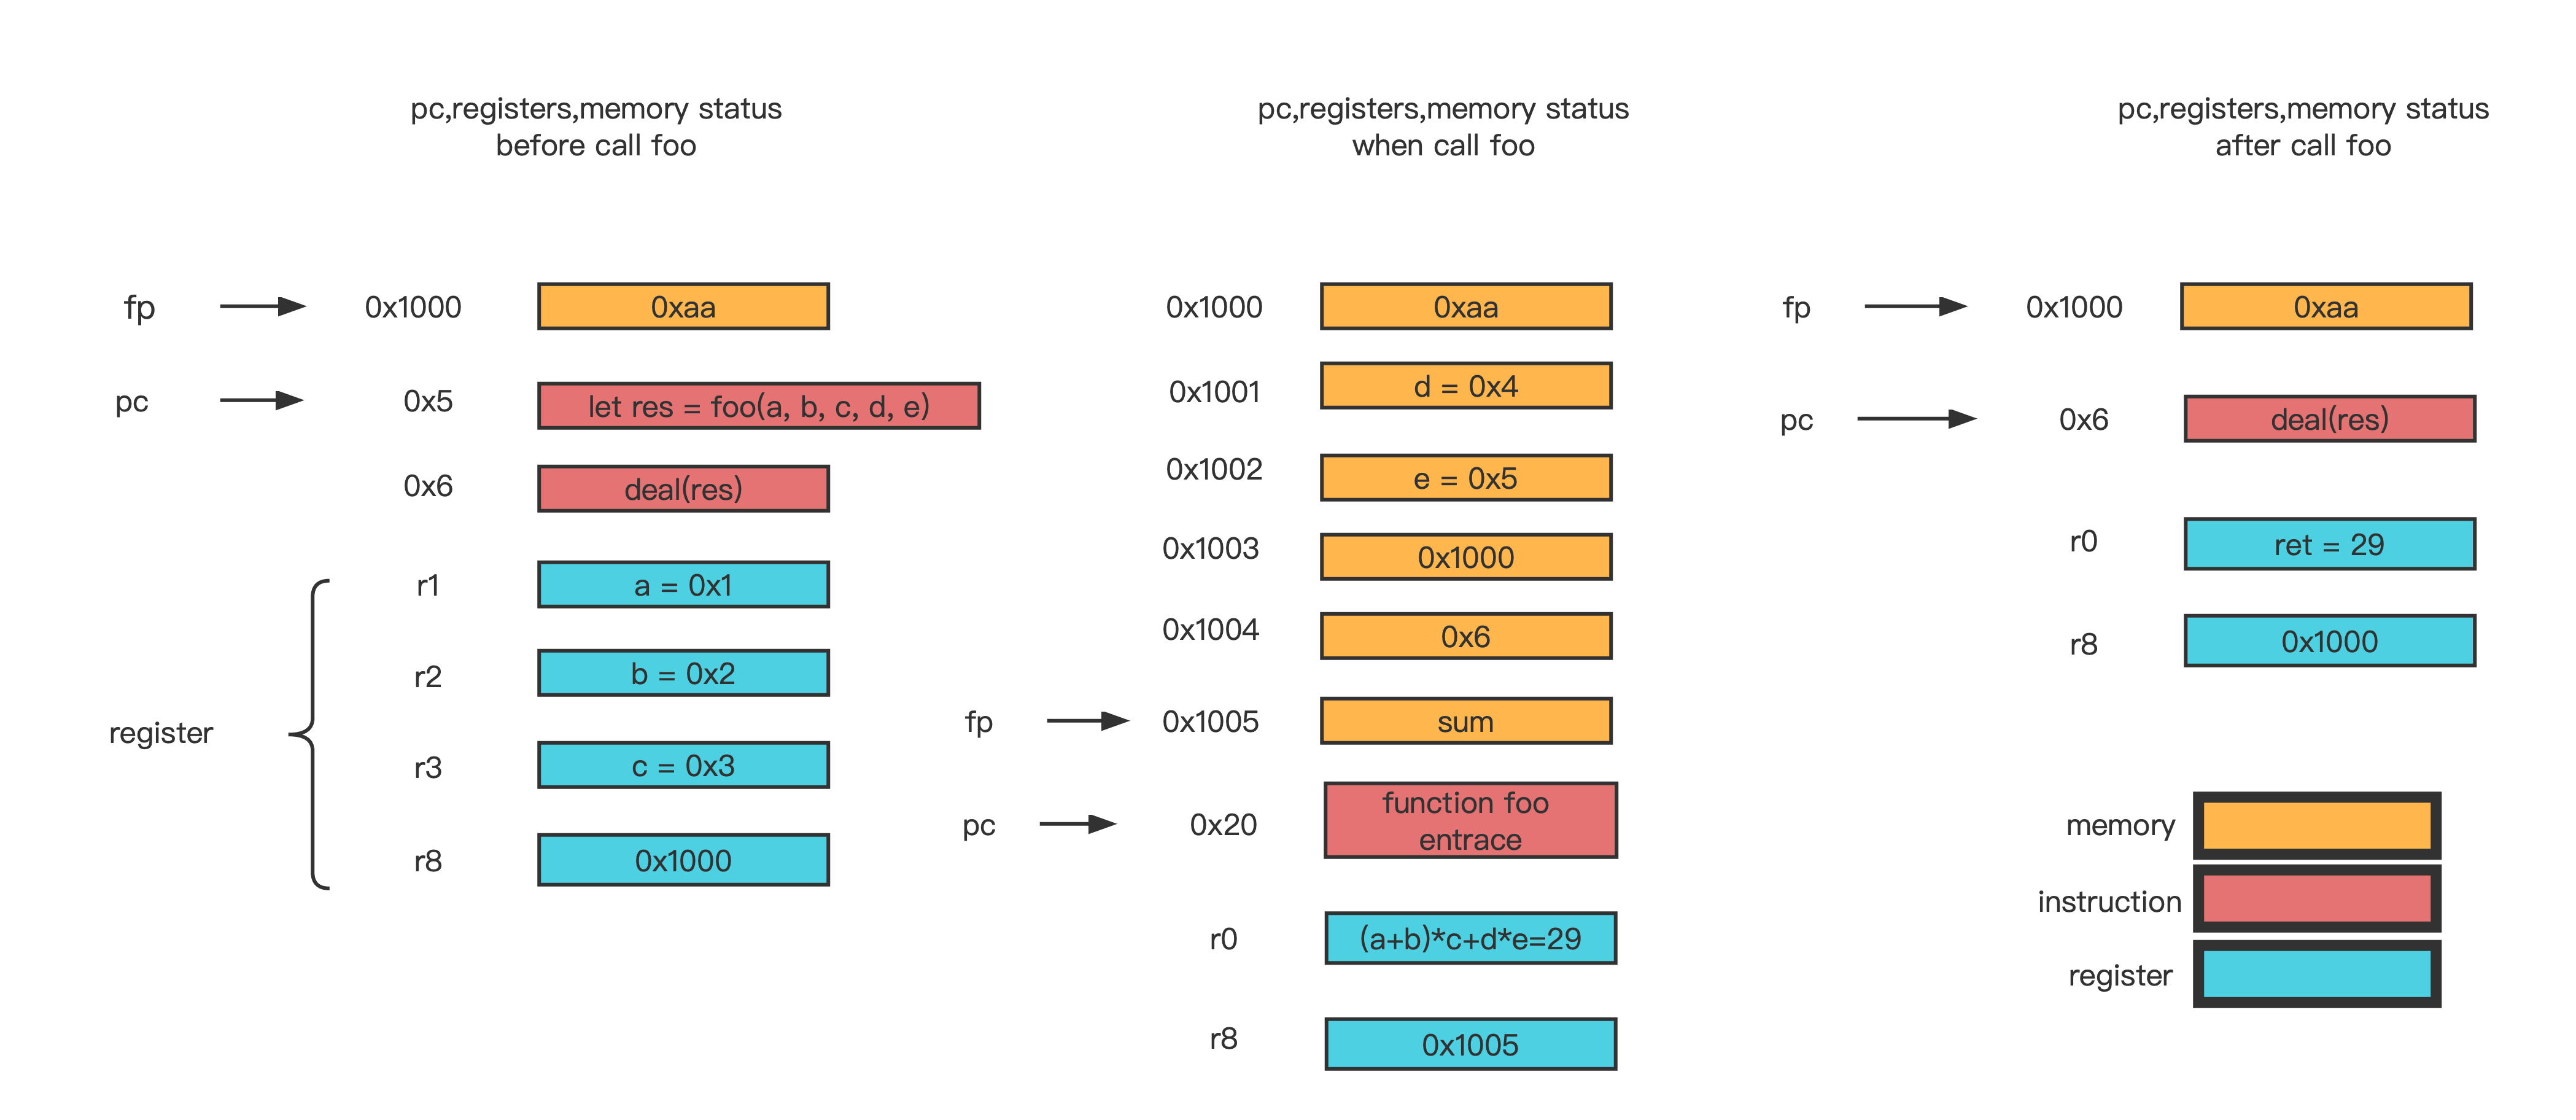 pc,registers,memory status
before call foo
fp
0x1000
0xaa
pc
0x5
let res = foo(a, b, c, d, e)
0x6
deal(res)
register
r1
a = 0x1
r2
b = 0x2
r3
c = 0x3
r8
0x1000
pc,registers,memory status
when call foo
0x1000
0xaa
0x1001
d = 0x4
0x1002
e = 0x5
0x1003
0x1000
0x1004
0x6
fp
0x1005
sum
pc
0x20
function foo
entrace
r0
(a+b)*c+d*e=29
r8
0x1005
pc,registers,memory status
after call foo
fp
0x1000
0xaa
pc
0x6
deal(res)
r0
ret = 29
r8
0x1000
memory
instruction
register